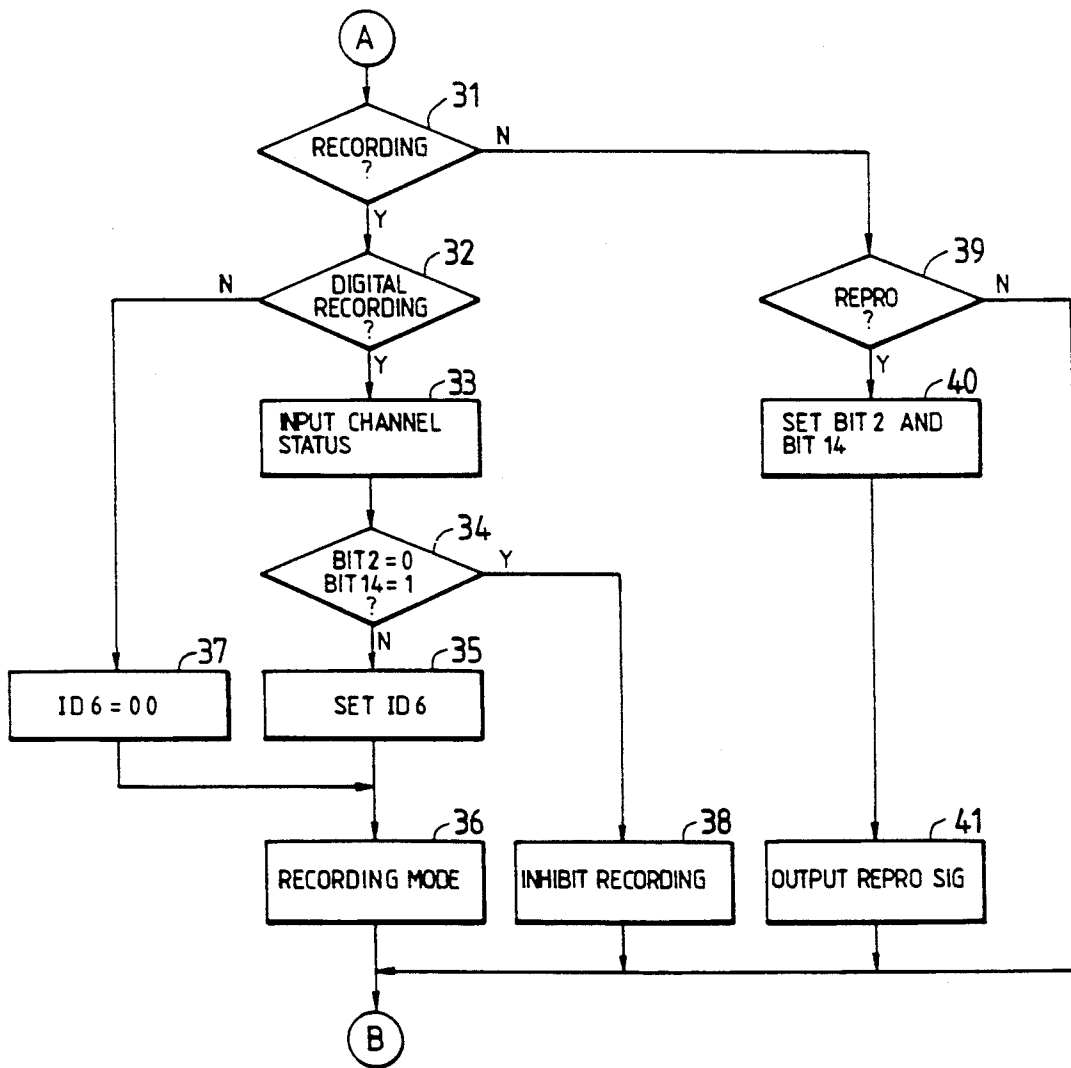 A
31
RECORDING
?
N
Y
32
N
DIGITAL
RECORDING
?
Y
39
REPRO
?
N
Y
33
INPUT CHANNEL
STATUS
40
SET BIT 2 AND
BIT 14
34
BIT 2 = 0
BIT 14 = 1
?
Y
N
37
ID 6 = 0 0
35
SET ID 6
36
RECORDING MODE
38
INHIBIT RECORDING
41
OUTPUT REPRO SIG
B